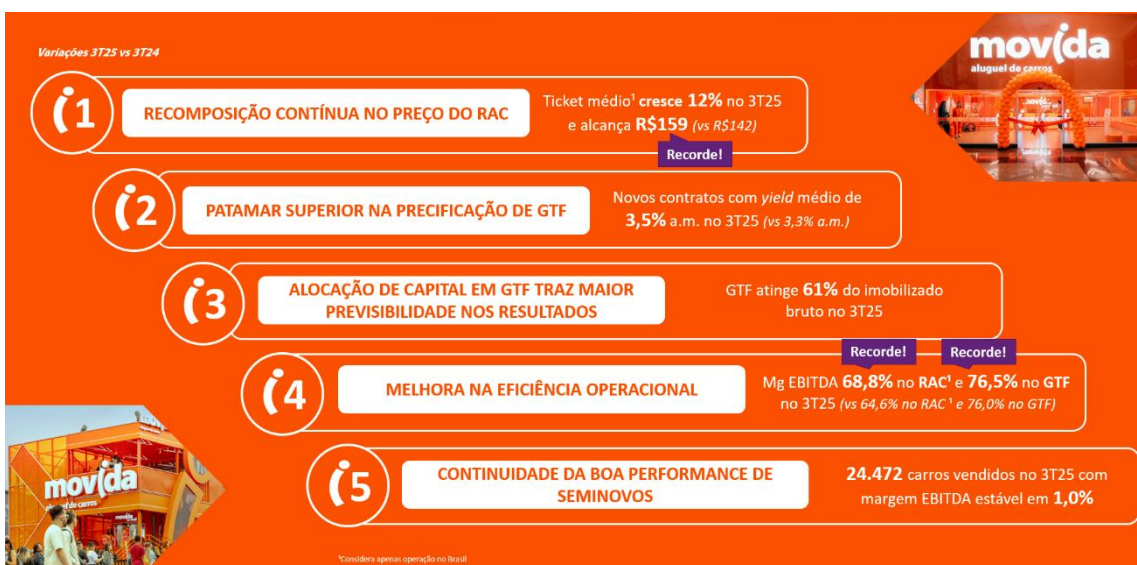 Variações 3T25 vs 3T24
movida
aluguel de carros
movida
1
RECOMPOSIÇÃO CONTÍNUA NO PREÇO DO RAC
Ticket médio¹ cresce 12% no 3T25
e alcança R$159 (vs R$142)
Recorde!
2
PATAMAR SUPERIOR NA PRECIFICAÇÃO DE GTF
Novos contratos com yield médio de
3,5% a.m. no 3T25 (vs 3,3% a.m.)
3
ALOCAÇÃO DE CAPITAL EM GTF TRAZ MAIOR
PREVISIBILIDADE NOS RESULTADOS
GTF atinge 61% do imobilizado
bruto no 3T25
Recorde! Recorde!
4
MELHORA NA EFICIÊNCIA OPERACIONAL
Mg EBITDA 68,8% no RAC¹ e 76,5% no GTF
no 3T25 (vs 64,6% no RAC ¹ e 76,0% no GTF)
5
CONTINUIDADE DA BOA PERFORMANCE DE
SEMINOVOS
24.472 carros vendidos no 3T25 com
margem EBITDA estável em 1,0%
movida
de carros
movida
¹Considera apenas operação no Brasil